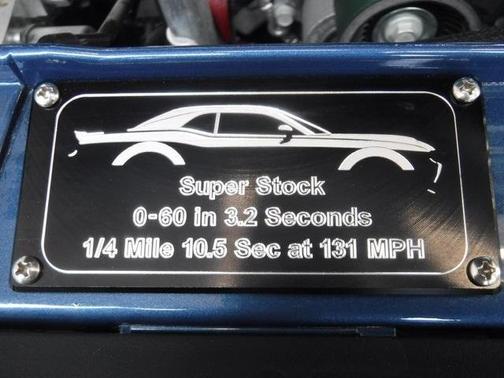 Super Stock
0-60 in 3.2 Seconds
1/4 Mile 10.5 Sec at 131 MPH